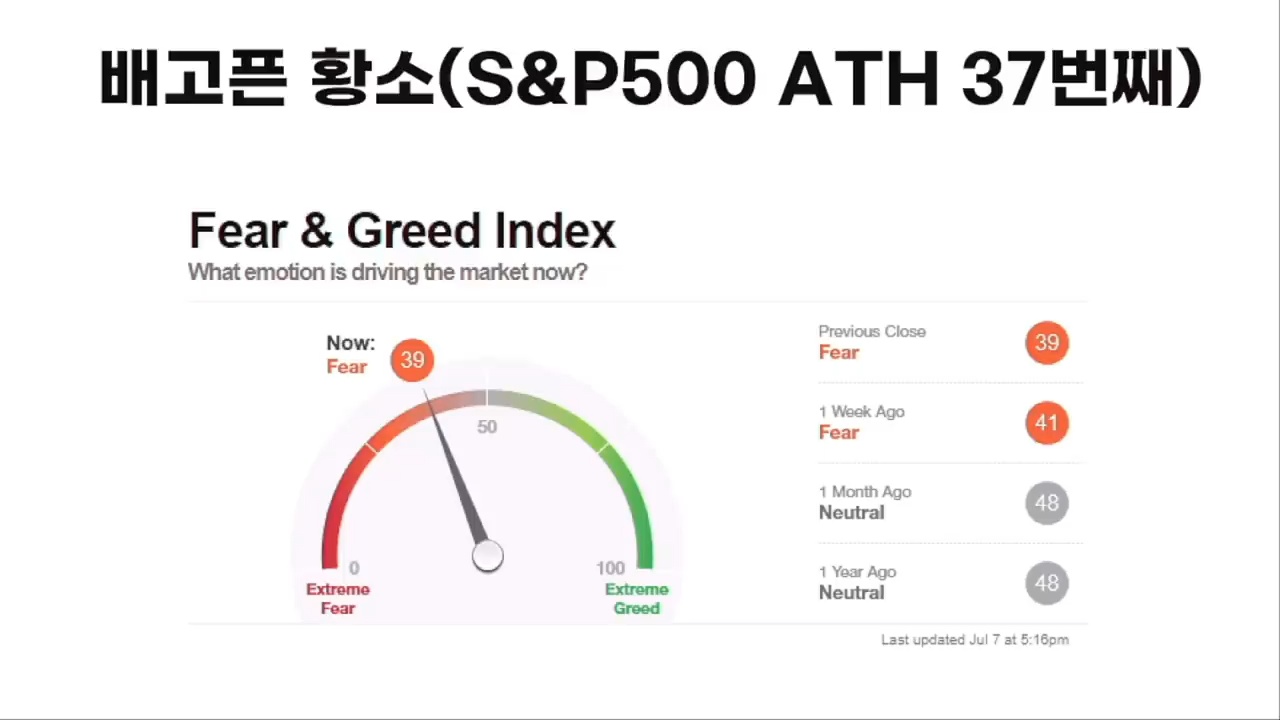 배고픈 황소(S&P500 ATH 37번째)
Fear & Greed Index
What emotion is driving the market now?
Now:
Fear
39
50
0
100
Extreme
Fear
Extreme
Greed
Previous Close
Fear
39
1 Week Ago
Fear
41
1 Month Ago
Neutral
48
1 Year Ago
Neutral
48
Last updated Jul 7 at 5:16pm